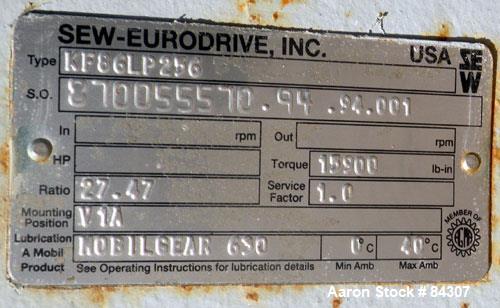 SEW-EURODRIVE, INC. USA SEW
Type KF86LP256
S.O. 870055570.94 .94.001
In rpm Out rpm
HP Torque 15900 lb-in
Ratio 27.47 Service Factor 1.0
Mounting Position V1A
MEMBER OF AGMA
Lubrication MOBILGEAR 630 0°C 40°C
A Mobil Product See Operating Instructions for lubrication details Min Amb Max Amb
Aaron Stock # 84307